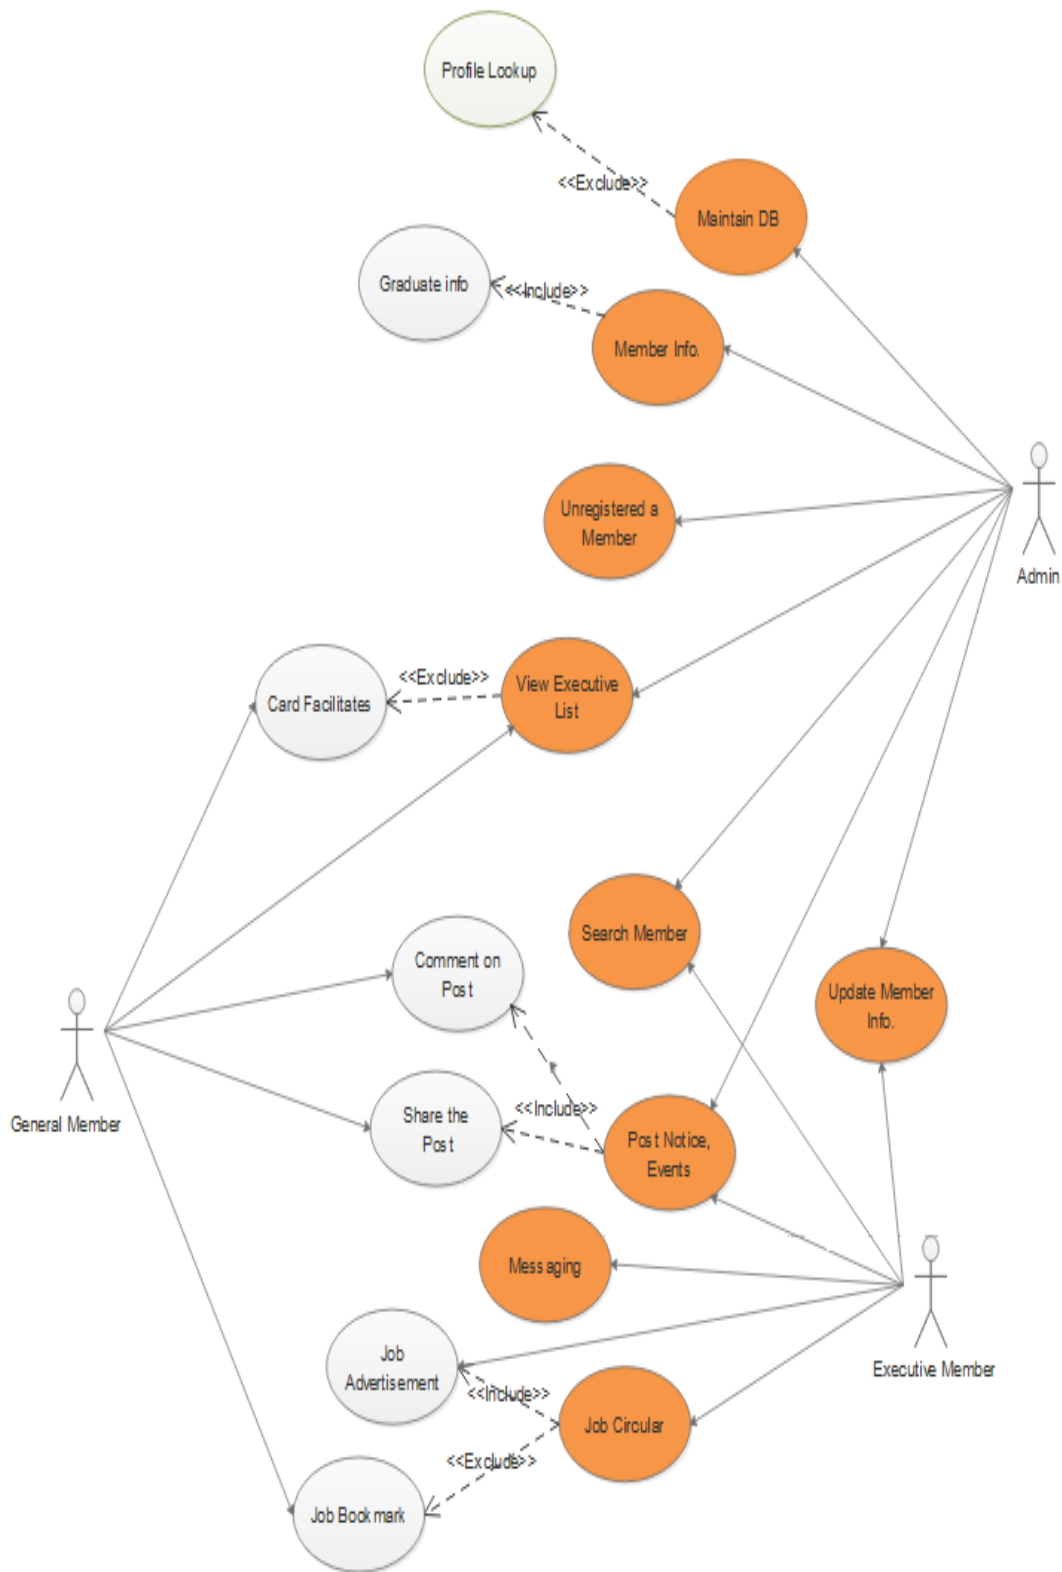 Profile Lookup
<<Exclude>>
Maintain DB
Graduate info
<<Include>>
Member Info.
Unregistered a
Member
Admin
<<Exclude>>
View Executive
List
Card Facilitates
Search Member
Comment on
Post
Update Member
Info.
General Member
Share the
Post
<<Include>>
Post Notice,
Events
Messaging
Executive Member
Job
Advertisement
<<Include>>
Job Circular
<<Exclude>>
Job Bookmark